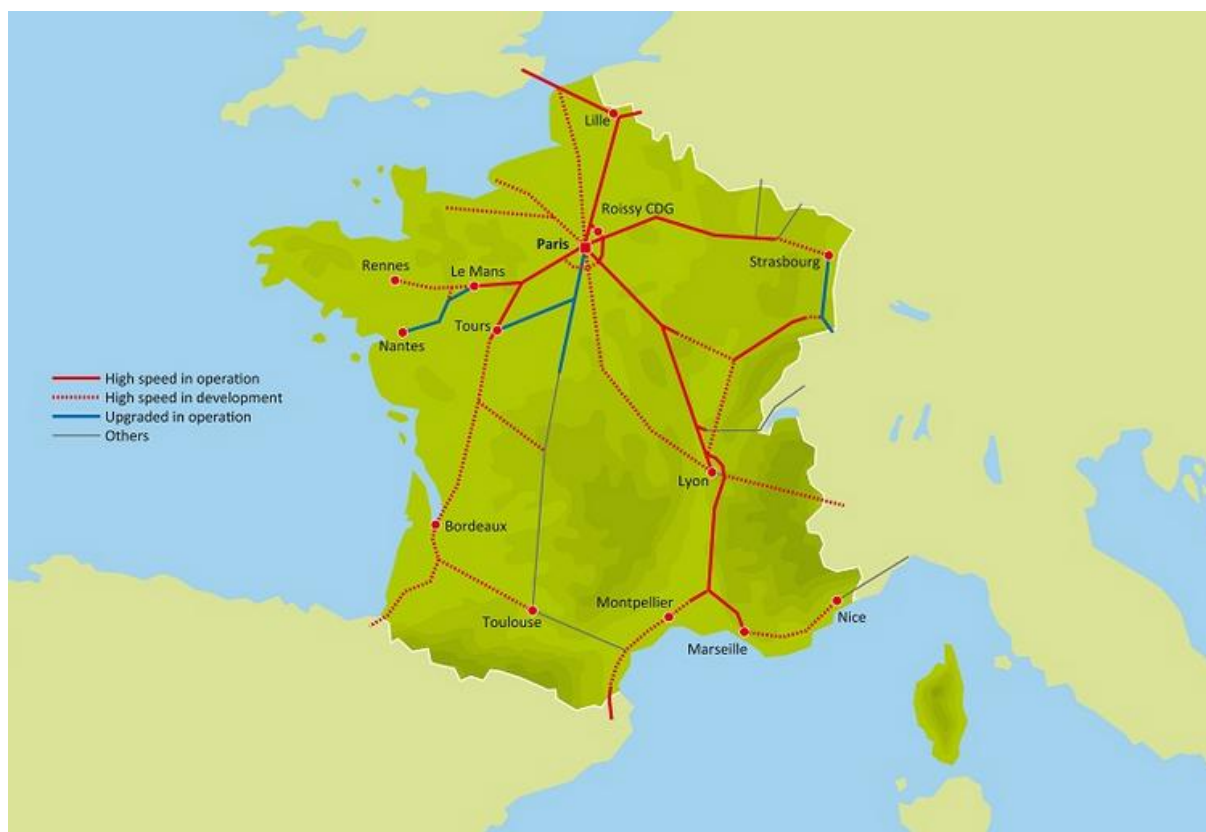 Lille
Roissy CDG
Paris
Strasbourg
Rennes
Le Mans
Tours
Nantes
High speed in operation
High speed in development
Upgraded in operation
Others
Lyon
Bordeaux
Montpellier
Toulouse
Nice
Marseille